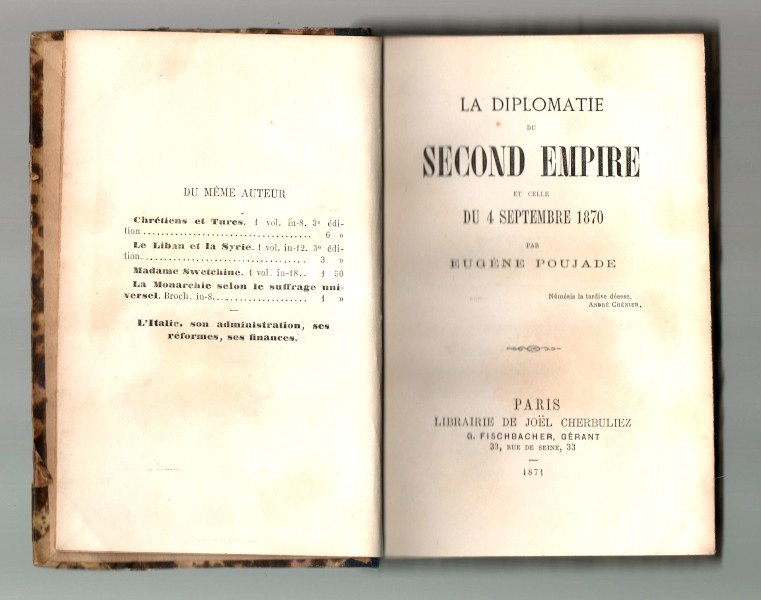 DU MÊME AUTEUR
Chrétiens et Turcs. 1 vol. in-8. 3e édi-
tion........................................ 6 »
Le Liban et la Syrie. 1 vol. in-12. 3e édi-
tion........................................ 3 »
Madame Swetchine. 1 vol. in-18.. 1 50
La Monarchie selon le suffrage uni-
versel. Broch. in-8..................... 1 »
L'Italie, son administration, ses
réformes, ses finances.
LA DIPLOMATIE
DU
SECOND EMPIRE
ET CELLE
DU 4 SEPTEMBRE 1870
PAR
EUGÈNE POUJADE
Némésis la tardive déesse.
ANDRÉ CHÉNIER.
PARIS
LIBRAIRIE DE JOËL CHERBULIEZ
G. FISCHBACHER, GÉRANT
33, RUE DE SEINE, 33
1871